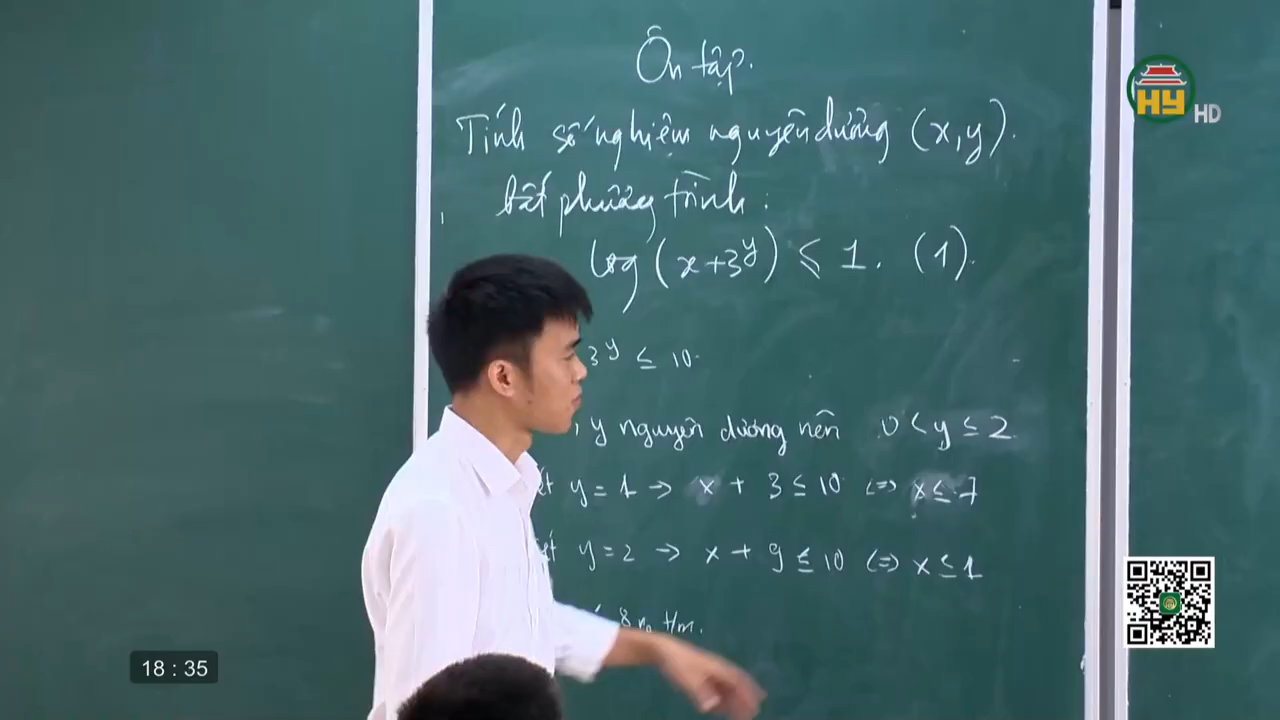 Ôn tập.
Tính số nghiệm nguyên dương (x,y).
bất phương trình:
log (x+3^y) ≤ 1. (1).
3^y ≤ 10.
, y nguyên dương nên 0 < y ≤ 2
y = 1 → x + 3 ≤ 10 <=> x ≤ 7
y = 2 → x + 9 ≤ 10 <=> x ≤ 1
8 no t/m.
HY HD
18 : 35